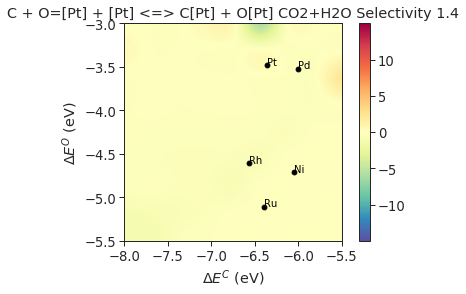 C + O=[Pt] + [Pt] <=> C[Pt] + O[Pt] CO2+H2O Selectivity 1.4
−3.0
−3.5
−4.0
−4.5
−5.0
−5.5
ΔE^O (eV)
Pt
Pd
Rh
Ni
Ru
−8.0 −7.5 −7.0 −6.5 −6.0 −5.5
ΔE^C (eV)
10
5
0
−5
−10